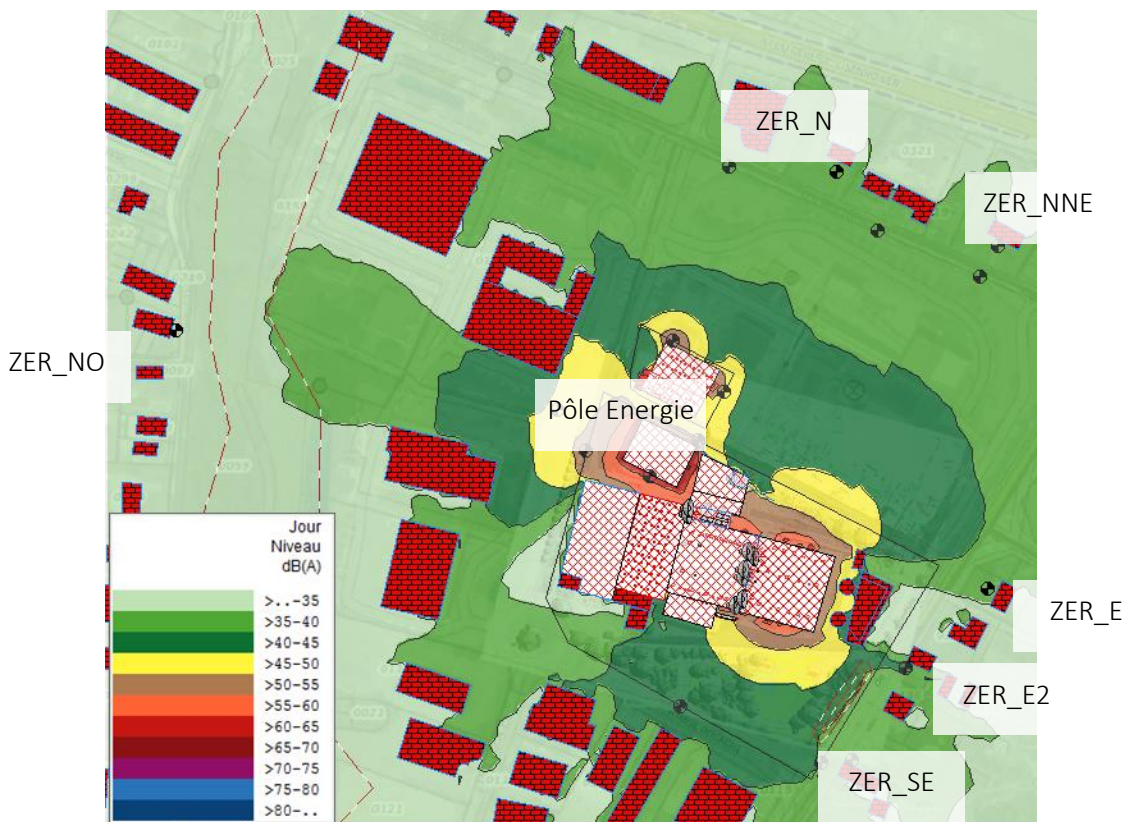 ZER_N
ZER_NNE
ZER_NO
Pôle Energie
ZER_E
ZER_E2
ZER_SE
Jour
Niveau
dB(A)
>..-35
>35-40
>40-45
>45-50
>50-55
>55-60
>60-65
>65-70
>70-75
>75-80
>80-..